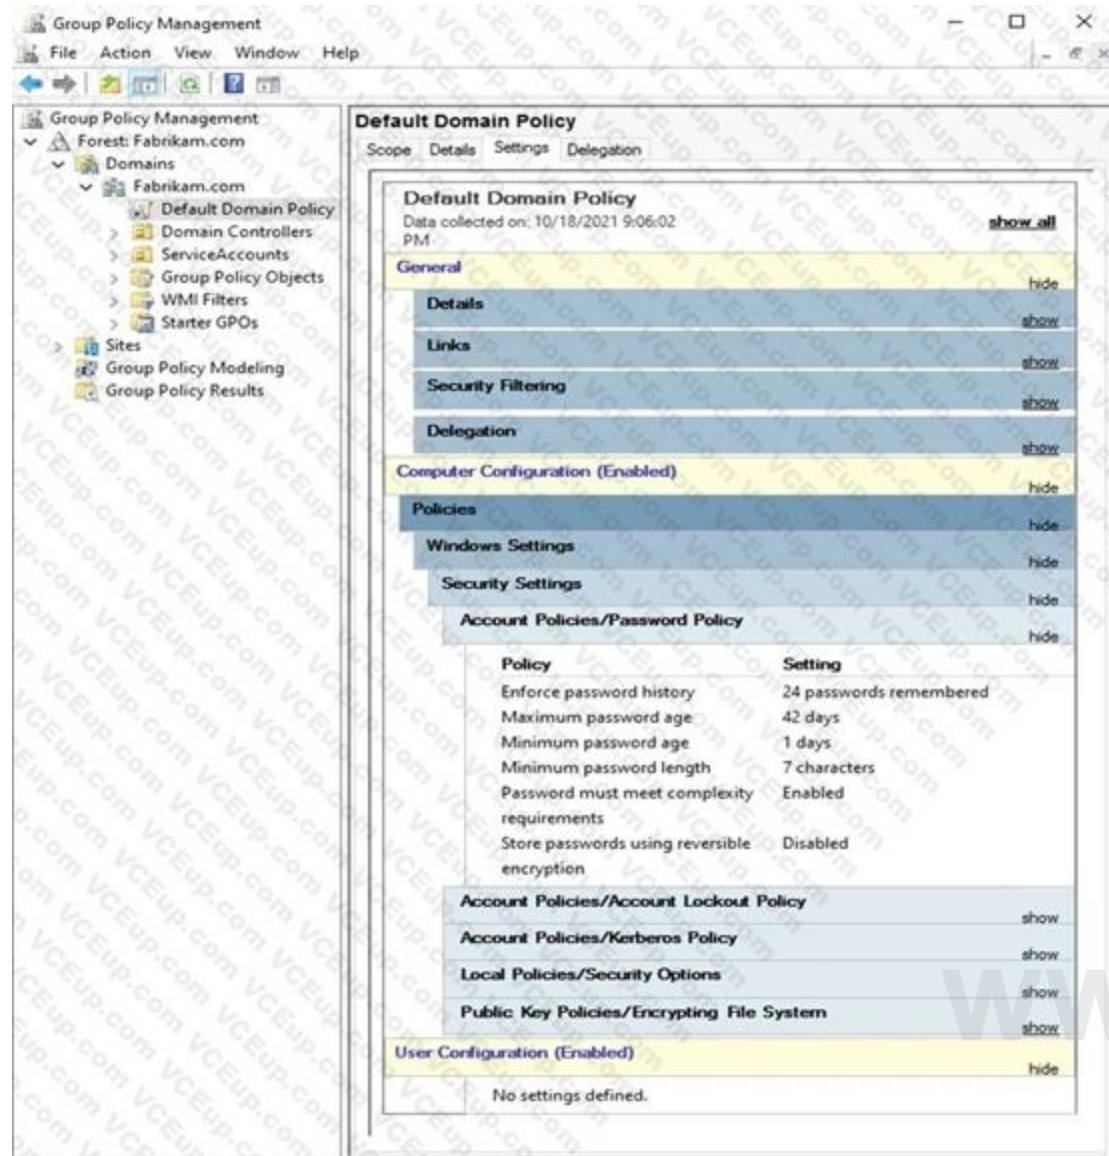 Group Policy Management
File Action View Window Help
Group Policy Management
Forest: Fabrikam.com
Domains
Fabrikam.com
Default Domain Policy
Domain Controllers
ServiceAccounts
Group Policy Objects
WMI Filters
Starter GPOs
Sites
Group Policy Modeling
Group Policy Results
Default Domain Policy
Scope Details Settings Delegation
Default Domain Policy
Data collected on: 10/18/2021 9:06:02
PM
show all
General
hide
Details
show
Links
show
Security Filtering
show
Delegation
show
Computer Configuration (Enabled)
hide
Policies
hide
Windows Settings
hide
Security Settings
hide
Account Policies/Password Policy
hide
Policy Setting
Enforce password history 24 passwords remembered
Maximum password age 42 days
Minimum password age 1 days
Minimum password length 7 characters
Password must meet complexity Enabled
requirements
Store passwords using reversible Disabled
encryption
Account Policies/Account Lockout Policy
show
Account Policies/Kerberos Policy
show
Local Policies/Security Options
show
Public Key Policies/Encrypting File System
show
User Configuration (Enabled)
hide
No settings defined.
VCEup.com